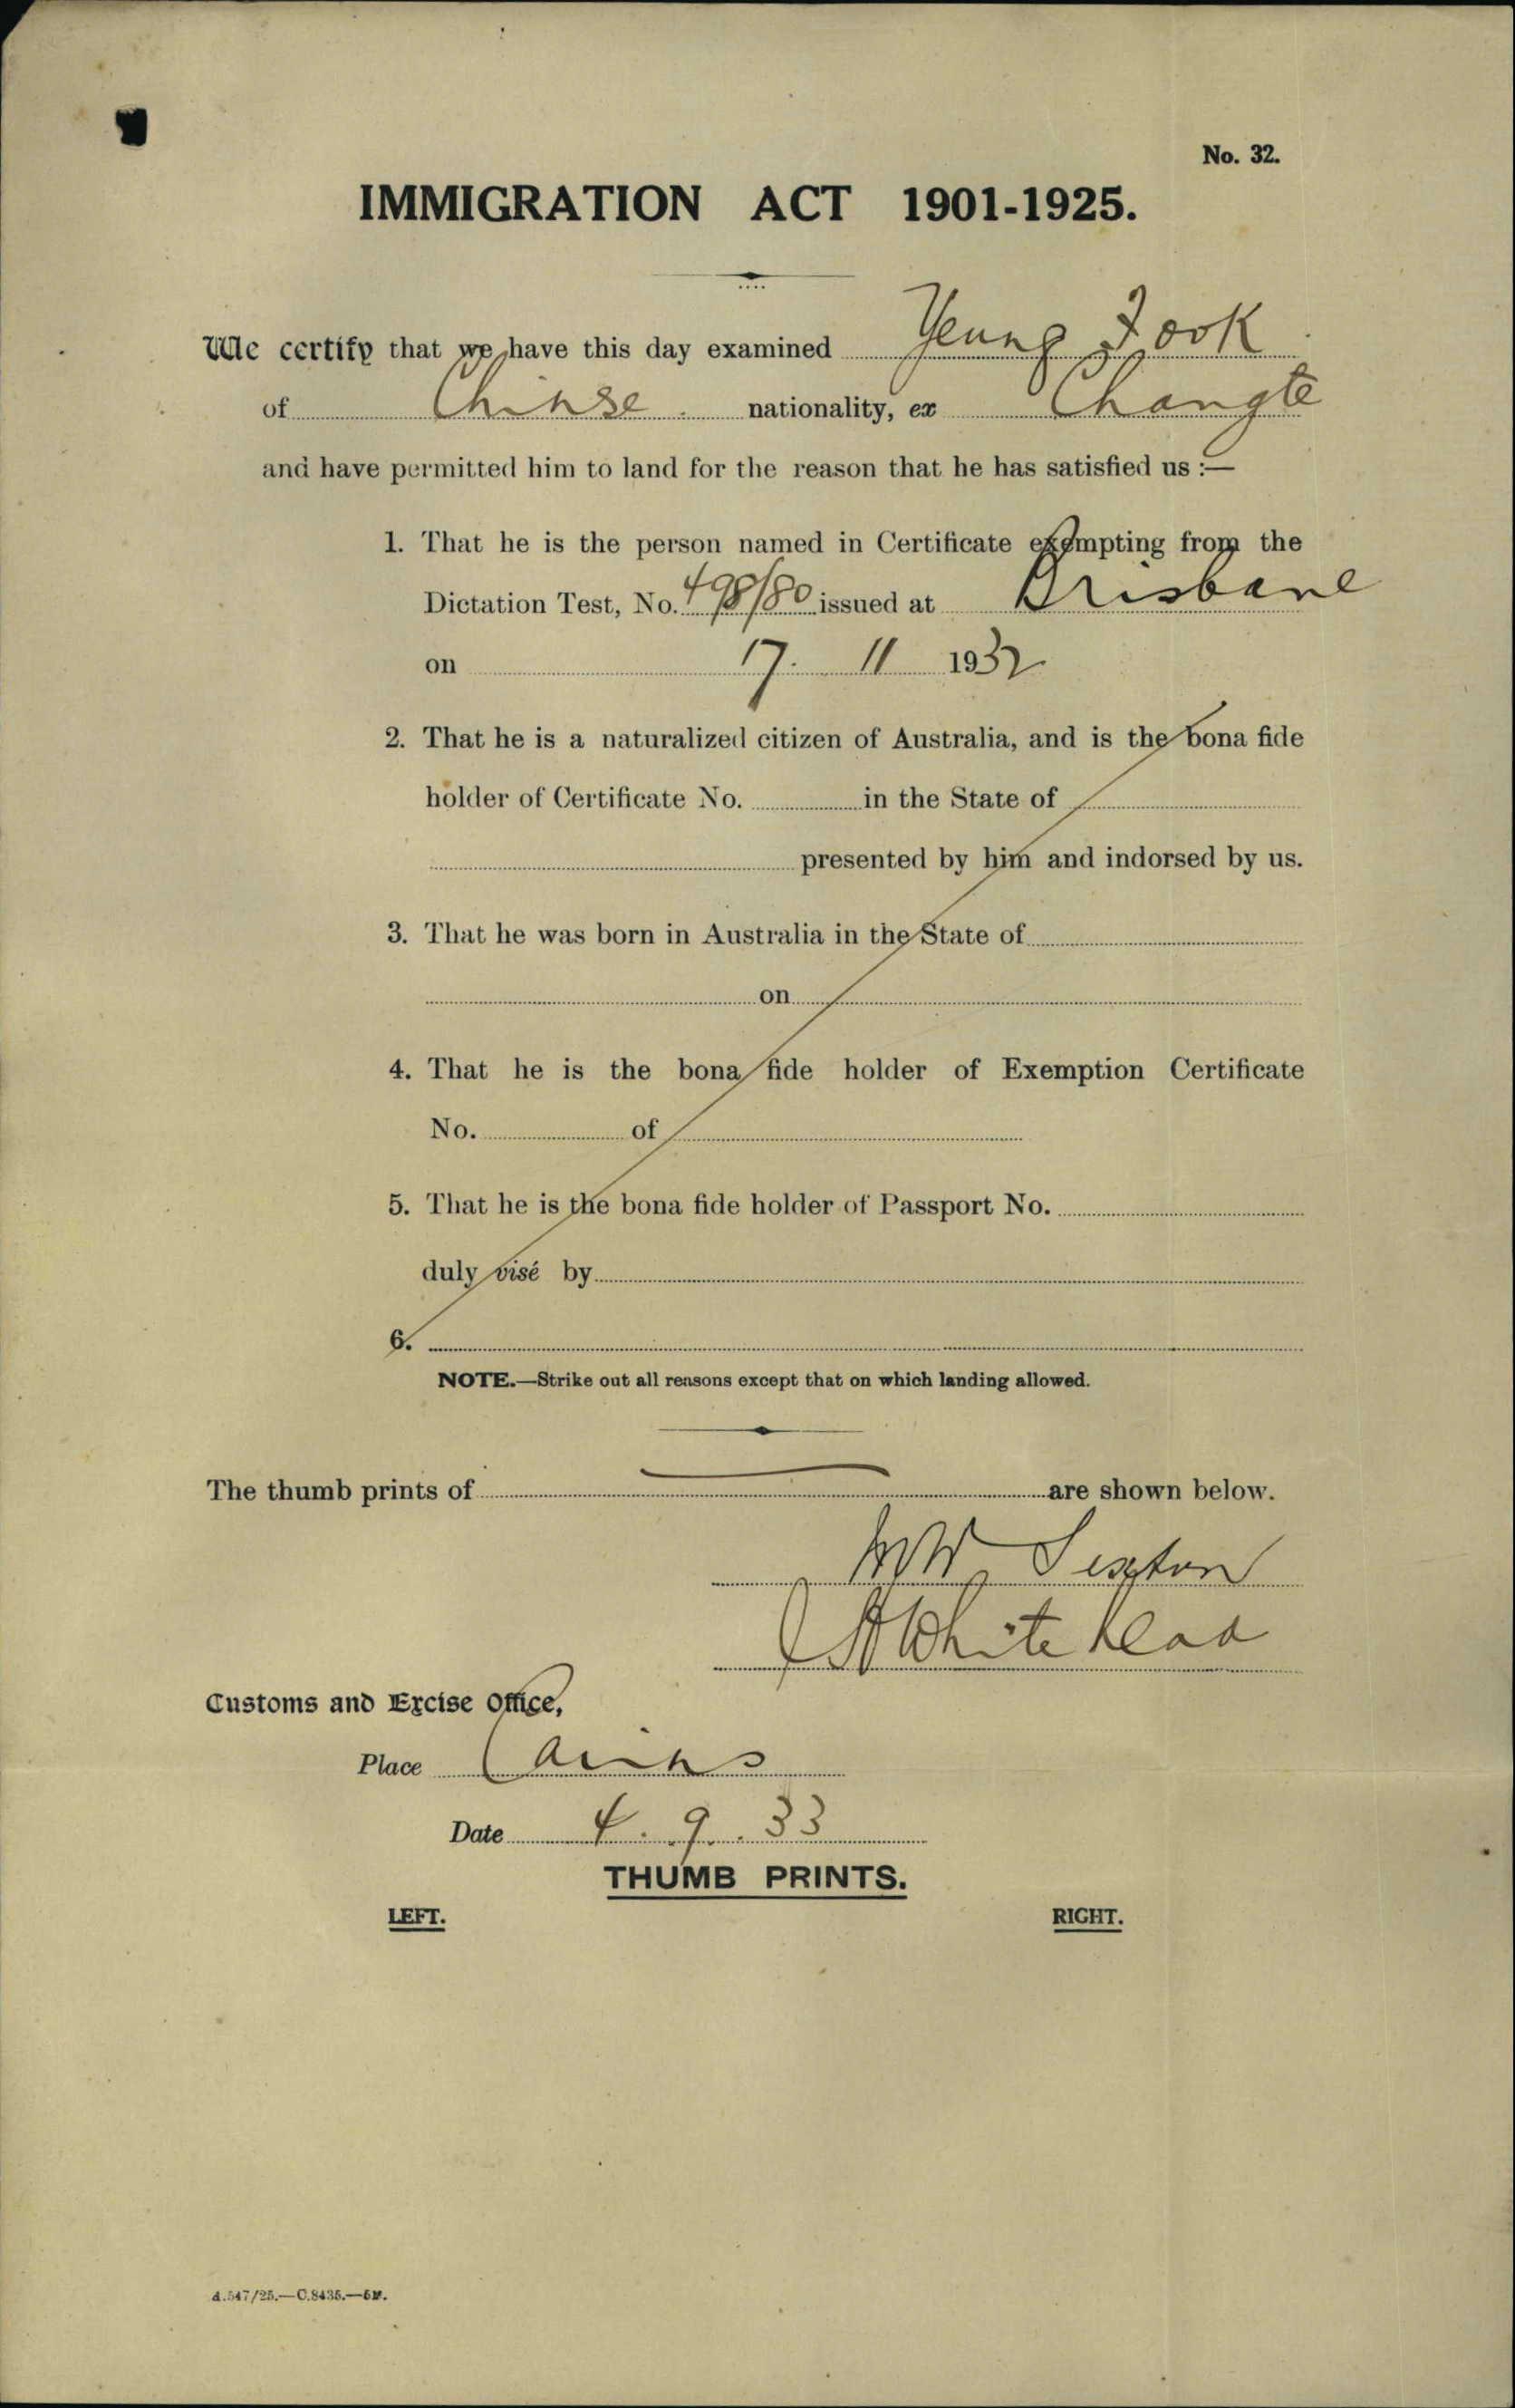 No. 32.
IMMIGRATION ACT 1901-1925.
We certify that we have this day examined Yeung Fook
of Chinse nationality, ex Changte
and have permitted him to land for the reason that he has satisfied us :—
1. That he is the person named in Certificate exempting from the
Dictation Test, No. 498/80 issued at Brisbane
on 17. 11 1932
2. That he is a naturalized citizen of Australia, and is the bona fide
holder of Certificate No. in the State of
presented by him and indorsed by us.
3. That he was born in Australia in the State of
on
4. That he is the bona fide holder of Exemption Certificate
No. of
5. That he is the bona fide holder of Passport No.
duly visé by
6.
NOTE.—Strike out all reasons except that on which landing allowed.
The thumb prints of are shown below.
Sexton
Whitehead
Customs and Excise Office,
Place Cairns
Date 4. 9. 33
THUMB PRINTS.
LEFT. RIGHT.
A.547/25.—C.8435.—5M.